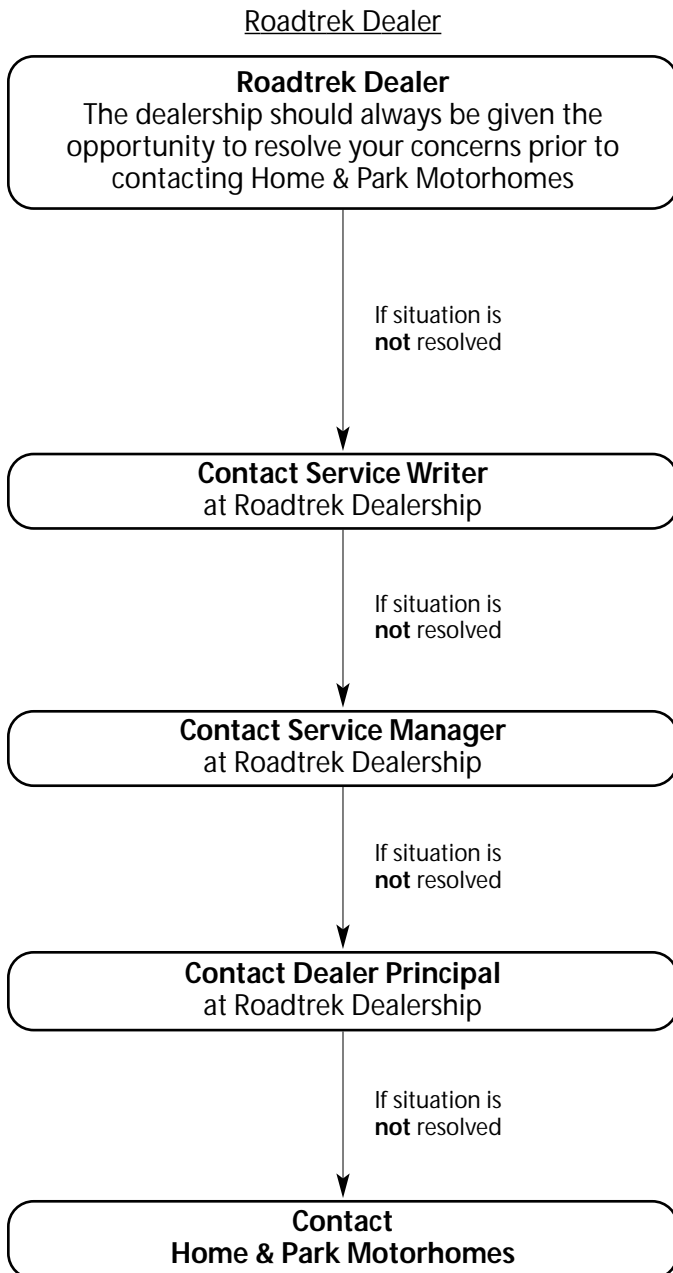 Roadtrek Dealer
Roadtrek Dealer
The dealership should always be given the
opportunity to resolve your concerns prior to
contacting Home & Park Motorhomes
If situation is
not resolved
Contact Service Writer
at Roadtrek Dealership
If situation is
not resolved
Contact Service Manager
at Roadtrek Dealership
If situation is
not resolved
Contact Dealer Principal
at Roadtrek Dealership
If situation is
not resolved
Contact
Home & Park Motorhomes